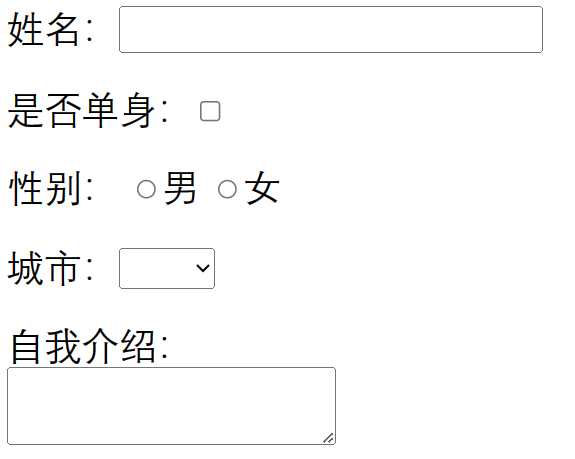 姓名：
是否单身：
性别： 男 女
城市：
自我介绍：